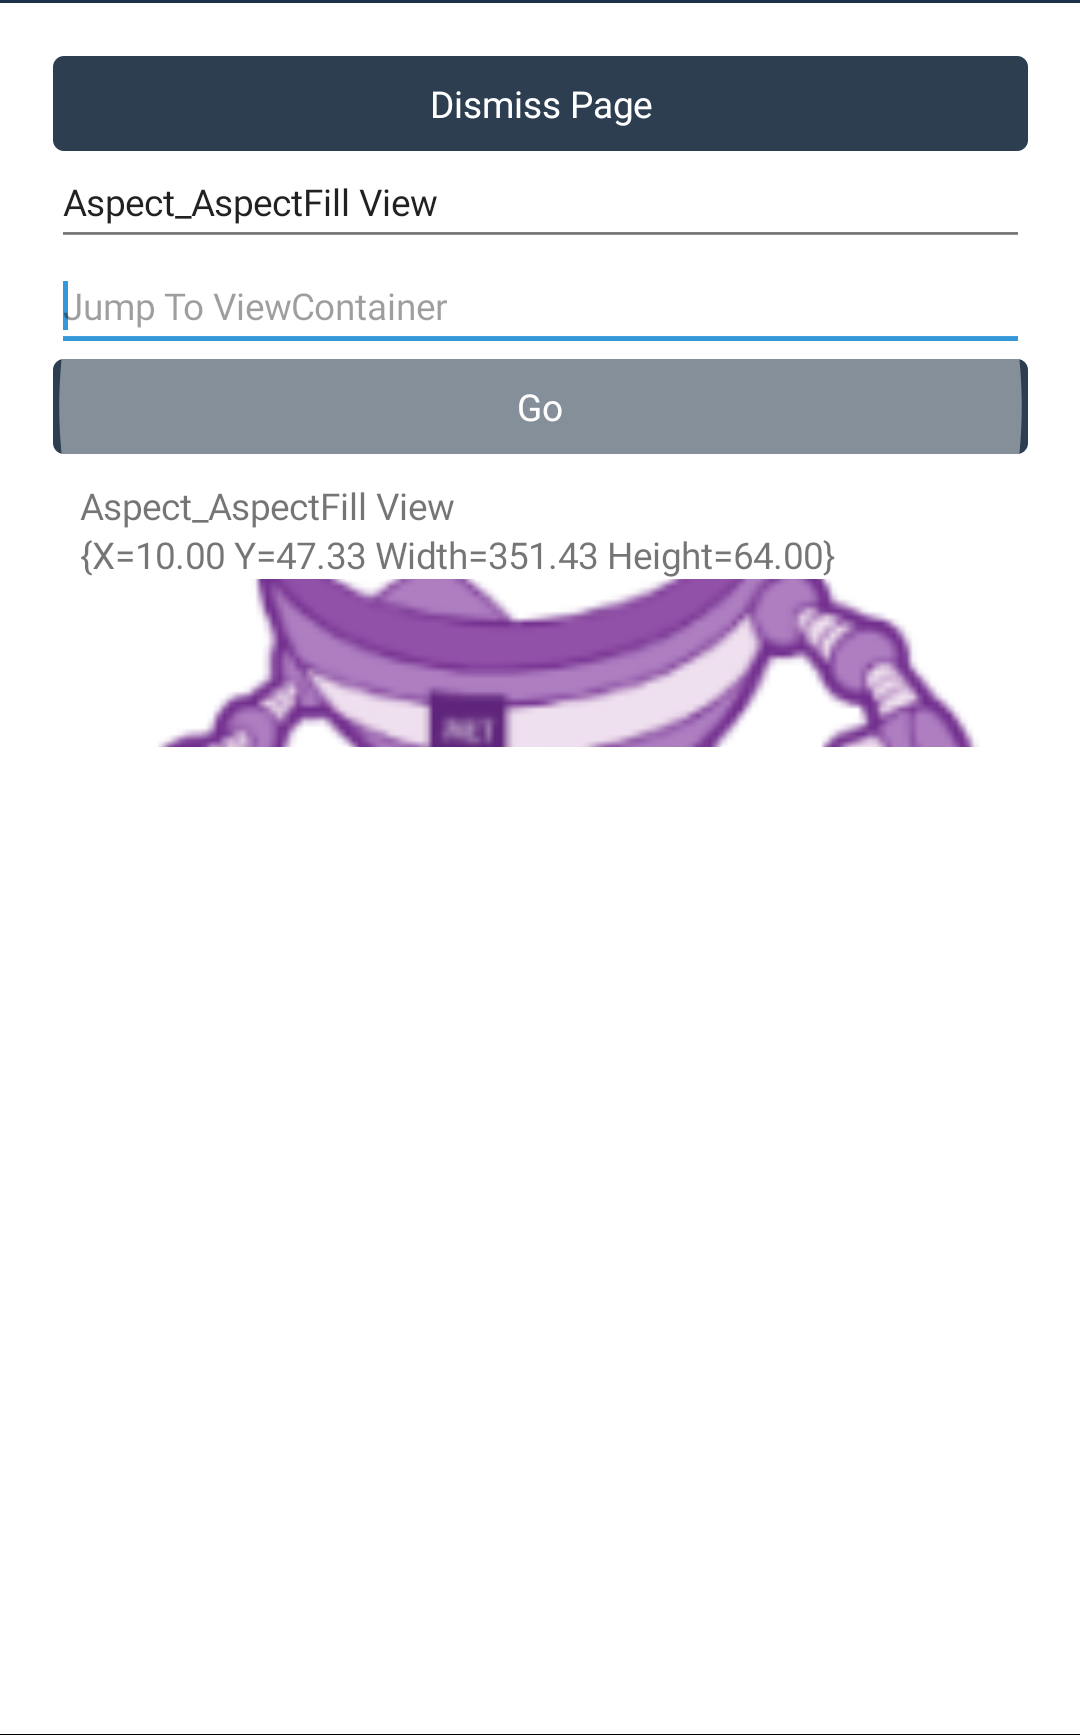 Dismiss Page
Aspect_AspectFill View
Jump To ViewContainer
Go
Aspect_AspectFill View
{X=10.00 Y=47.33 Width=351.43 Height=64.00}
.NET